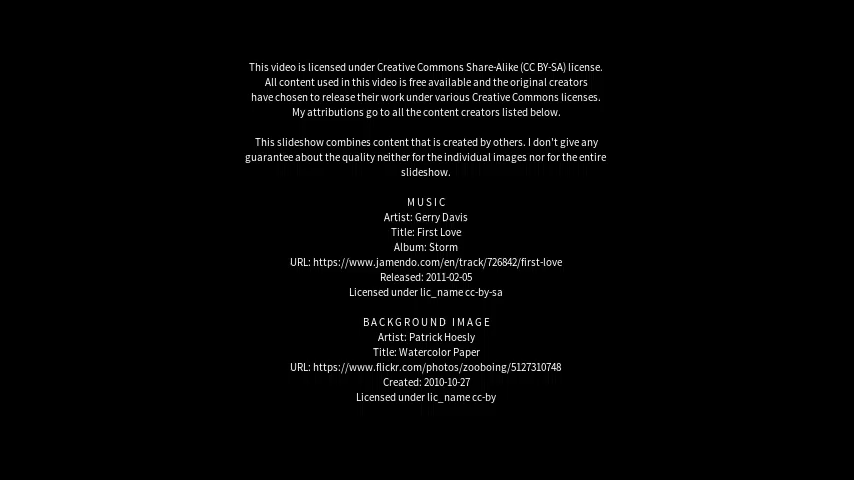 This video is licensed under Creative Commons Share-Alike (CC BY-SA) license.
All content used in this video is free available and the original creators
have chosen to release their work under various Creative Commons licenses.
My attributions go to all the content creators listed below.
This slideshow combines content that is created by others. I don't give any
guarantee about the quality neither for the individual images nor for the entire
slideshow.
MUSIC
Artist: Gerry Davis
Title: First Love
Album: Storm
URL: https://www.jamendo.com/en/track/726842/first-love
Released: 2011-02-05
Licensed under lic_name cc-by-sa
BACKGROUND IMAGE
Artist: Patrick Hoesly
Title: Watercolor Paper
URL: https://www.flickr.com/photos/zooboing/5127310748
Created: 2010-10-27
Licensed under lic_name cc-by